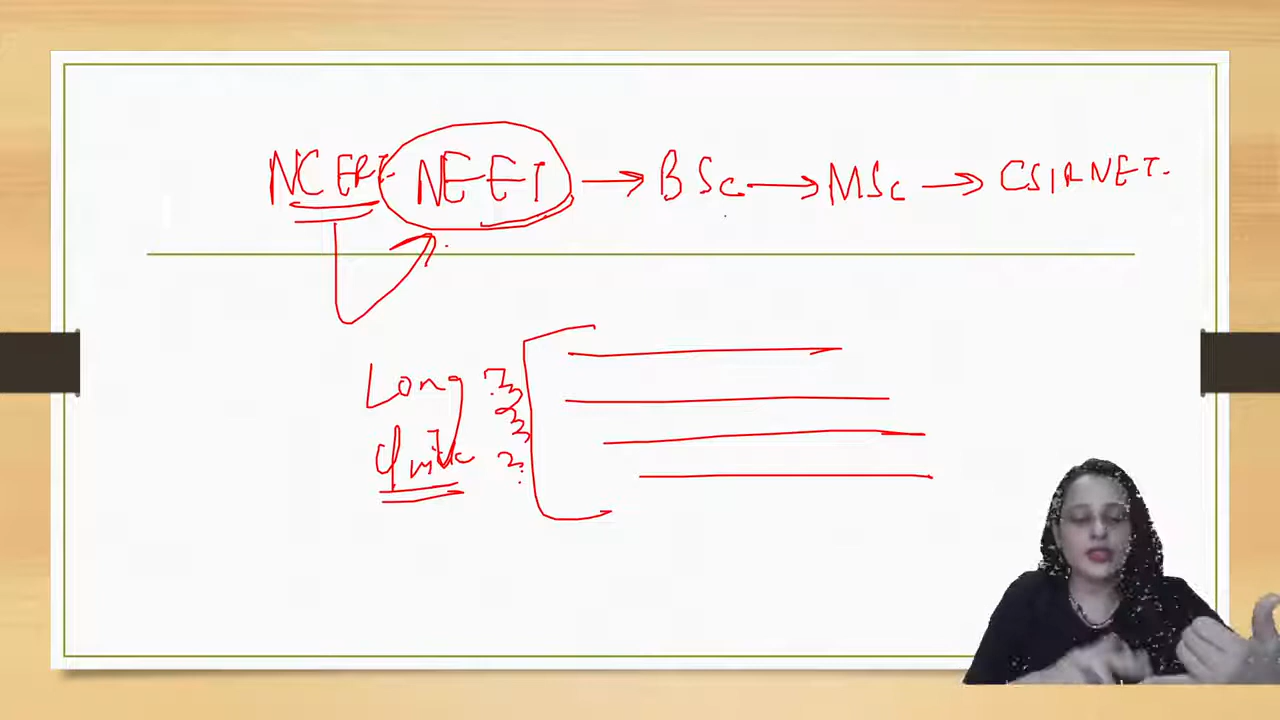 NCERT NEET → BSc → MSc → CSIR NET.
Long ?
Quick ?